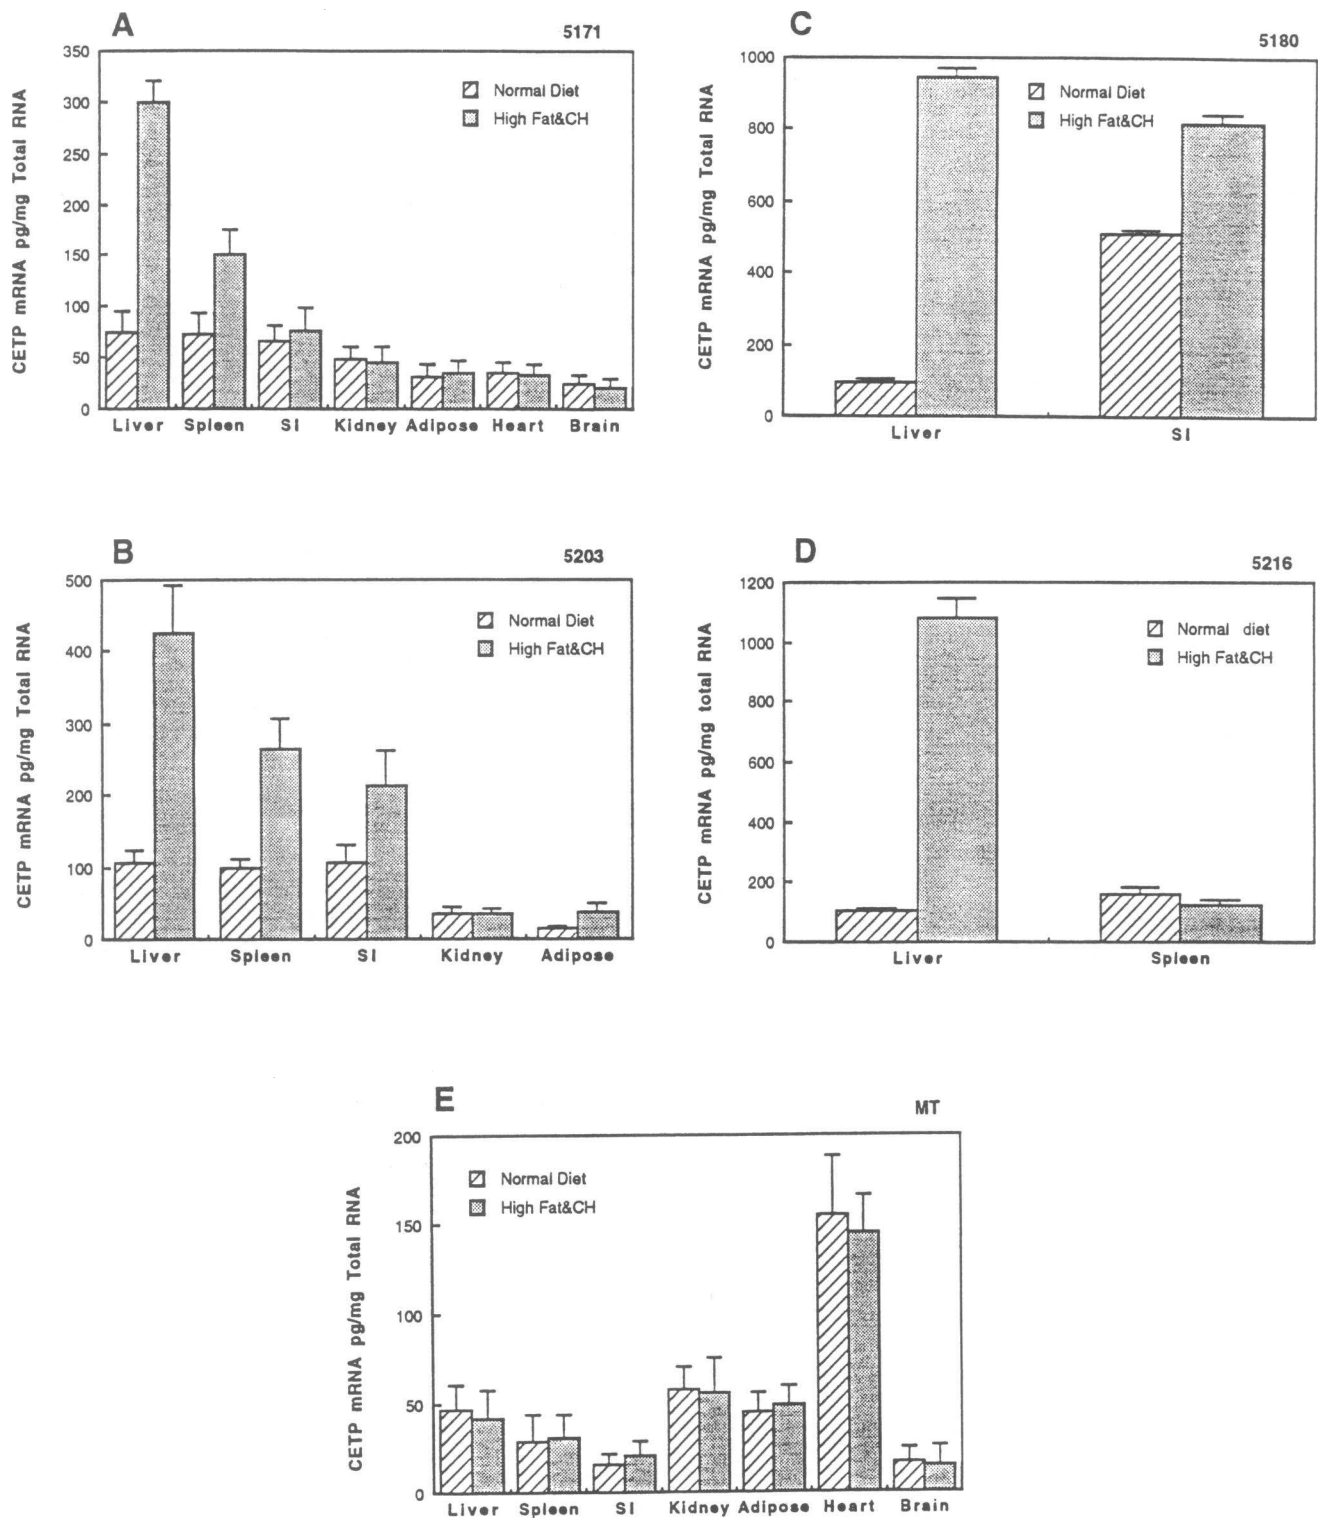 A
5171
CETP mRNA pg/mg Total RNA
350
300
250
200
150
100
50
0
Normal Diet
High Fat&CH
Liver Spleen SI Kidney Adipose Heart Brain
C
5180
CETP mRNA pg/mg Total RNA
1000
800
600
400
200
0
Normal Diet
High Fat&CH
Liver SI
B
5203
CETP mRNA pg/mg Total RNA
500
400
300
200
100
0
Normal Diet
High Fat&CH
Liver Spleen SI Kidney Adipose
D
5216
CETP mRNA pg/mg total RNA
1200
1000
800
600
400
200
0
Normal diet
High Fat&CH
Liver Spleen
E
MT
CETP mRNA pg/mg Total RNA
200
150
100
50
0
Normal Diet
High Fat&CH
Liver Spleen SI Kidney Adipose Heart Brain